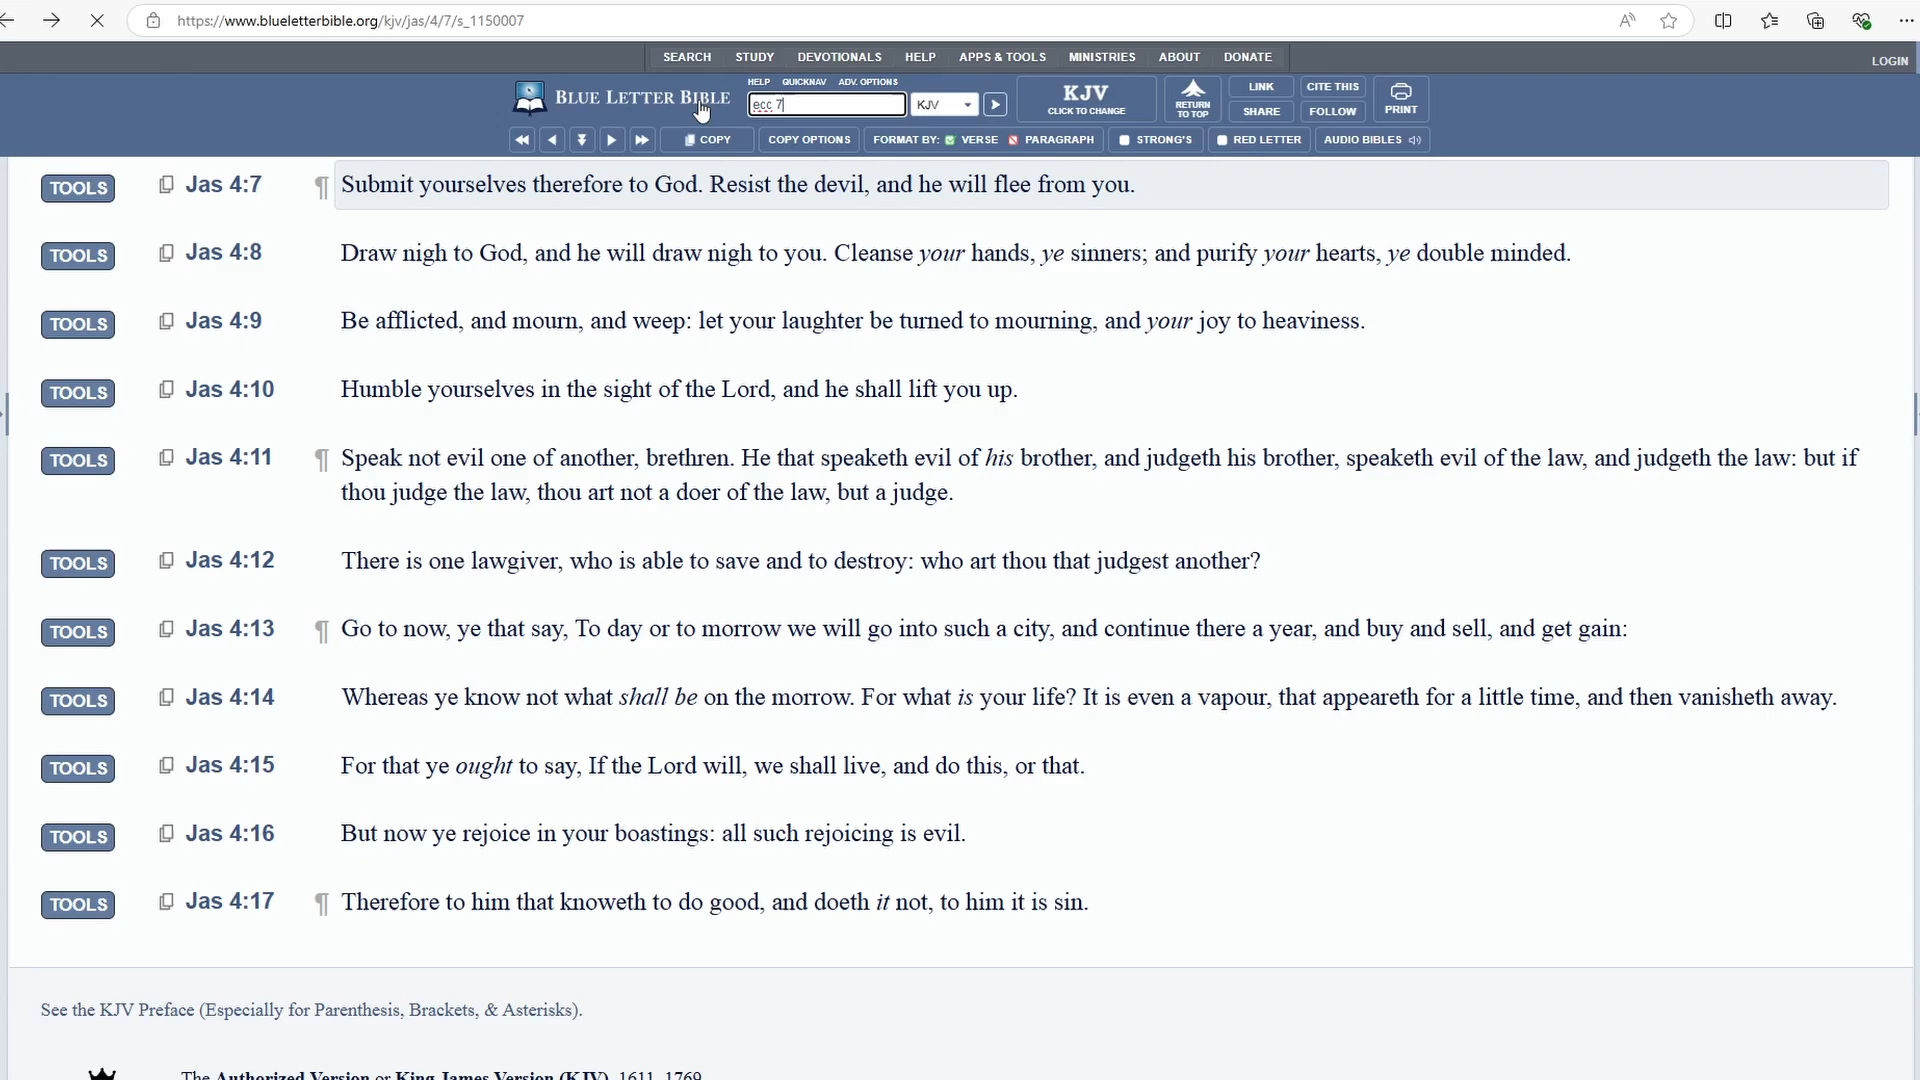 https://www.blueletterbible.org/kjv/jas/4/7/s_1150007
SEARCH STUDY DEVOTIONALS HELP APPS & TOOLS MINISTRIES ABOUT DONATE
LOGIN
BLUE LETTER BIBLE
HELP QUICKNAV ADV. OPTIONS
ecc 7
KJV
KJV
CLICK TO CHANGE
RETURN
TO TOP
LINK
SHARE
CITE THIS
FOLLOW
PRINT
COPY COPY OPTIONS FORMAT BY: VERSE PARAGRAPH STRONG'S RED LETTER AUDIO BIBLES
TOOLS Jas 4:7 ¶ Submit yourselves therefore to God. Resist the devil, and he will flee from you.
TOOLS Jas 4:8 Draw nigh to God, and he will draw nigh to you. Cleanse your hands, ye sinners; and purify your hearts, ye double minded.
TOOLS Jas 4:9 Be afflicted, and mourn, and weep: let your laughter be turned to mourning, and your joy to heaviness.
TOOLS Jas 4:10 Humble yourselves in the sight of the Lord, and he shall lift you up.
TOOLS Jas 4:11 ¶ Speak not evil one of another, brethren. He that speaketh evil of his brother, and judgeth his brother, speaketh evil of the law, and judgeth the law: but if
thou judge the law, thou art not a doer of the law, but a judge.
TOOLS Jas 4:12 There is one lawgiver, who is able to save and to destroy: who art thou that judgest another?
TOOLS Jas 4:13 ¶ Go to now, ye that say, To day or to morrow we will go into such a city, and continue there a year, and buy and sell, and get gain:
TOOLS Jas 4:14 Whereas ye know not what shall be on the morrow. For what is your life? It is even a vapour, that appeareth for a little time, and then vanisheth away.
TOOLS Jas 4:15 For that ye ought to say, If the Lord will, we shall live, and do this, or that.
TOOLS Jas 4:16 But now ye rejoice in your boastings: all such rejoicing is evil.
TOOLS Jas 4:17 ¶ Therefore to him that knoweth to do good, and doeth it not, to him it is sin.
See the KJV Preface (Especially for Parenthesis, Brackets, & Asterisks).
The Authorized Version or King James Version (KJV), 1611, 1769.